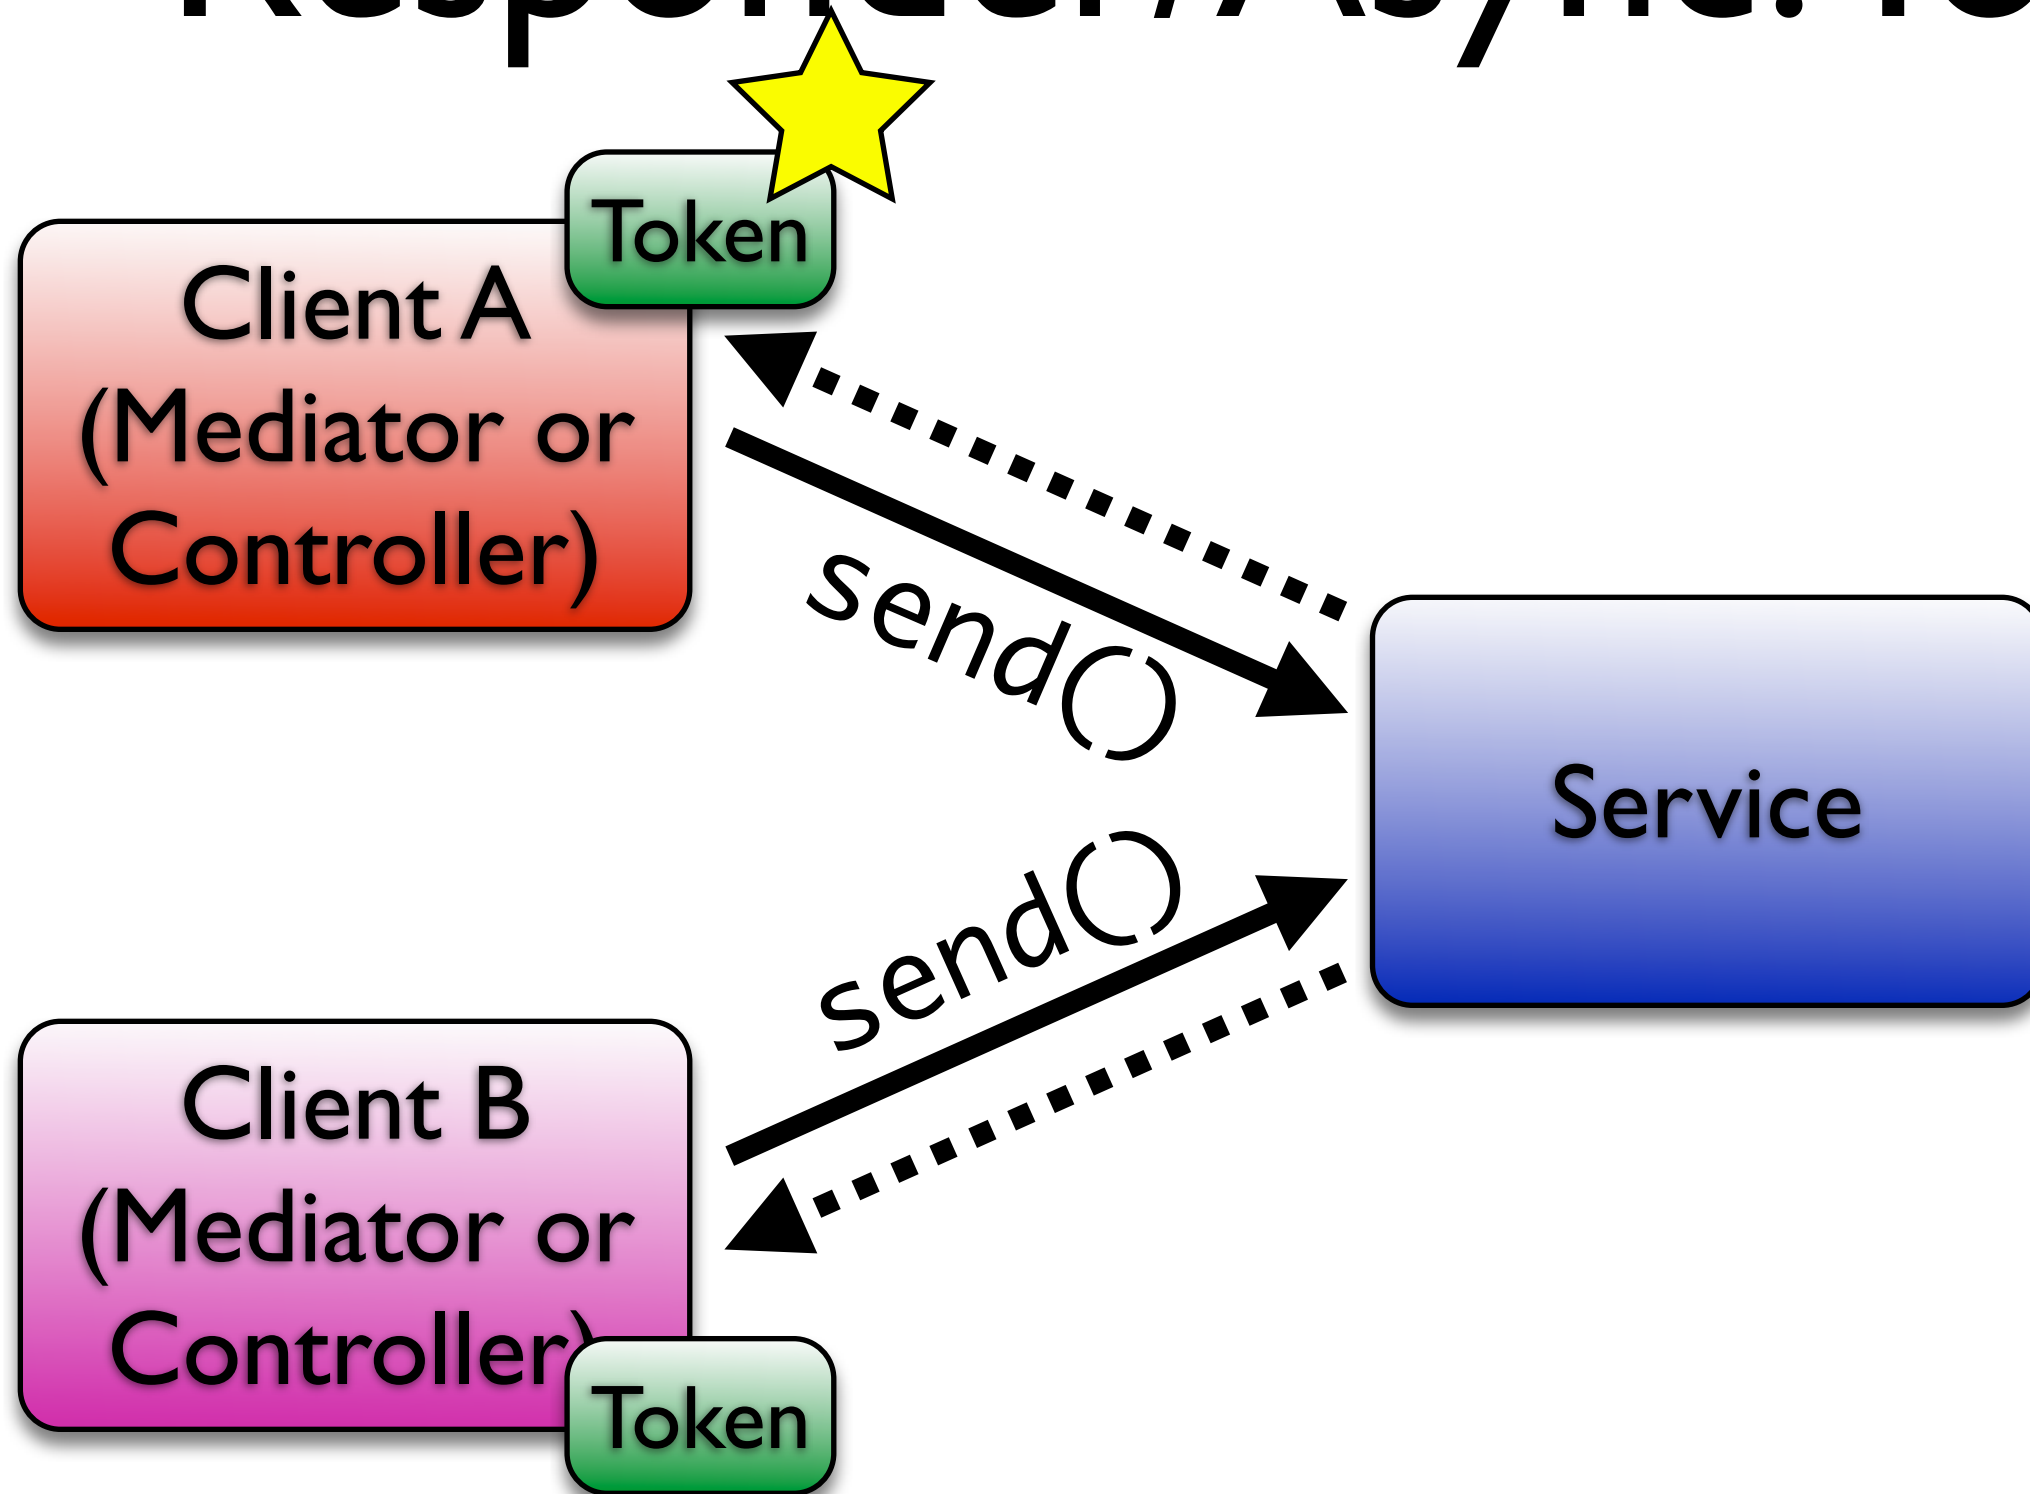 Token
Client A
(Mediator or
Controller)
send()
Service
send()
Client B
(Mediator or
Controller)
Token